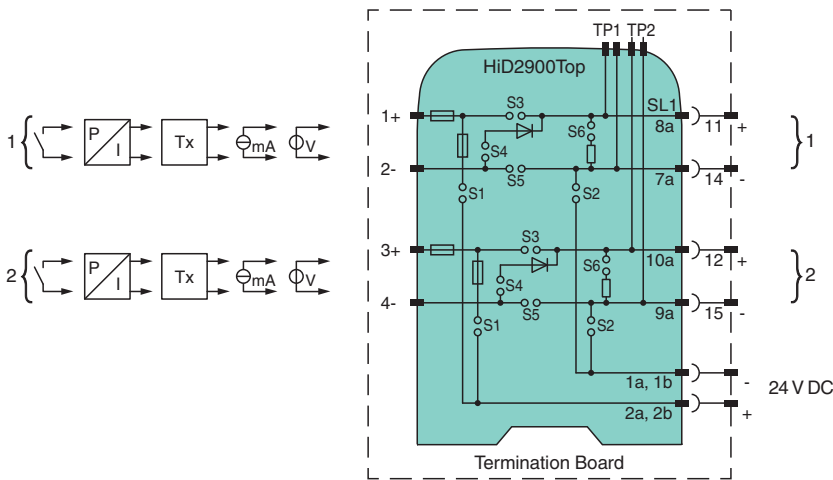 TP1 TP2
HiD2900Top
1 P I Tx mA V 1+ S3 SL1 8a 11 + 1
S6
S4
2- S5 7a 14 -
S1 S2
2 P I Tx mA V 3+ S3 10a 12 + 2
S6
S4
4- S5 9a 15 -
S1 S2
1a, 1b -
24 V DC
2a, 2b +
Termination Board